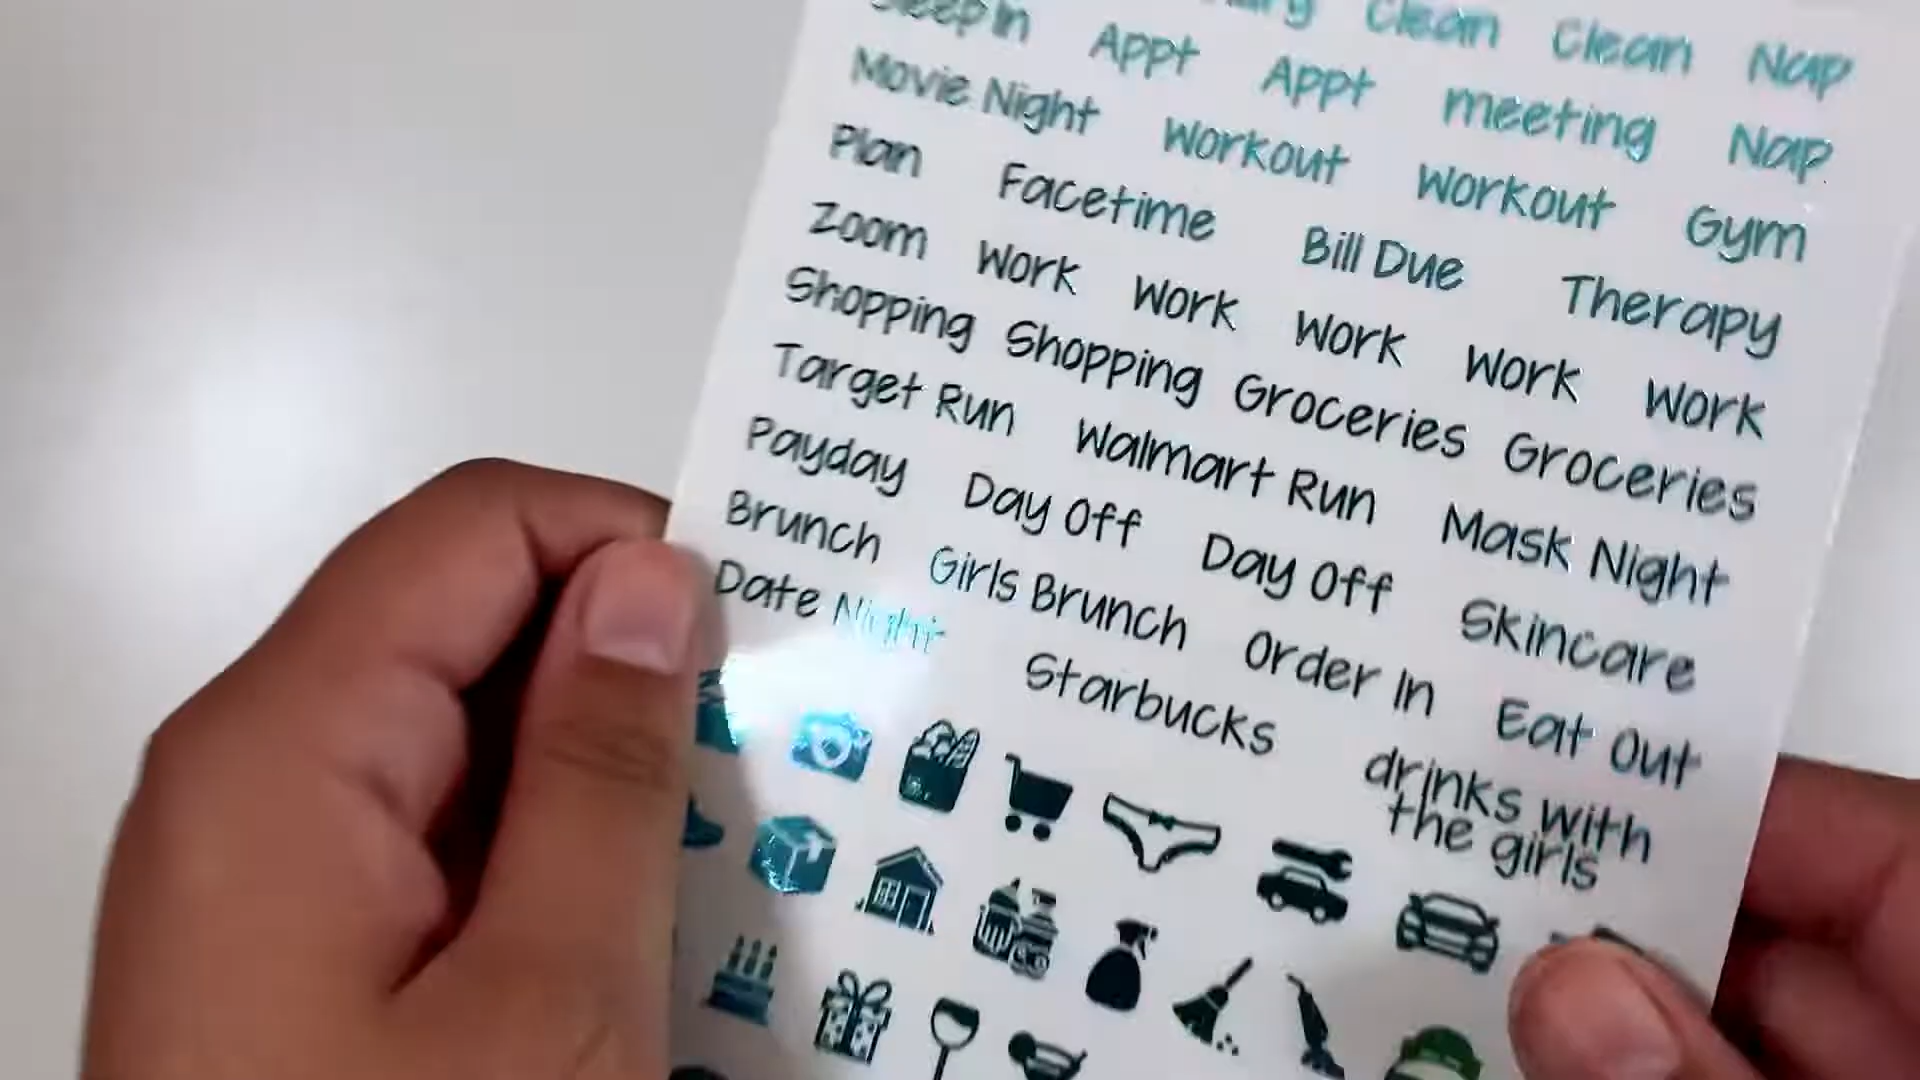 Clean Clean Nap
Sleep In Appt Appt meeting Nap
Movie Night Workout Workout Gym
Plan Facetime Bill Due Therapy
Zoom Work Work Work Work Work
Shopping Shopping Groceries Groceries
Target Run Walmart Run Mask Night
Payday Day Off Day Off Skincare
Brunch Girls Brunch Order In Eat Out
Date Night Starbucks drinks with
the girls